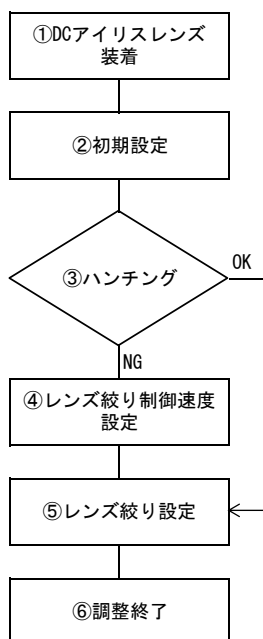 ①DCアイリスレンズ
装着
②初期設定
③ハンチング
OK
NG
④レンズ絞り制御速度
設定
⑤レンズ絞り設定
⑥調整終了